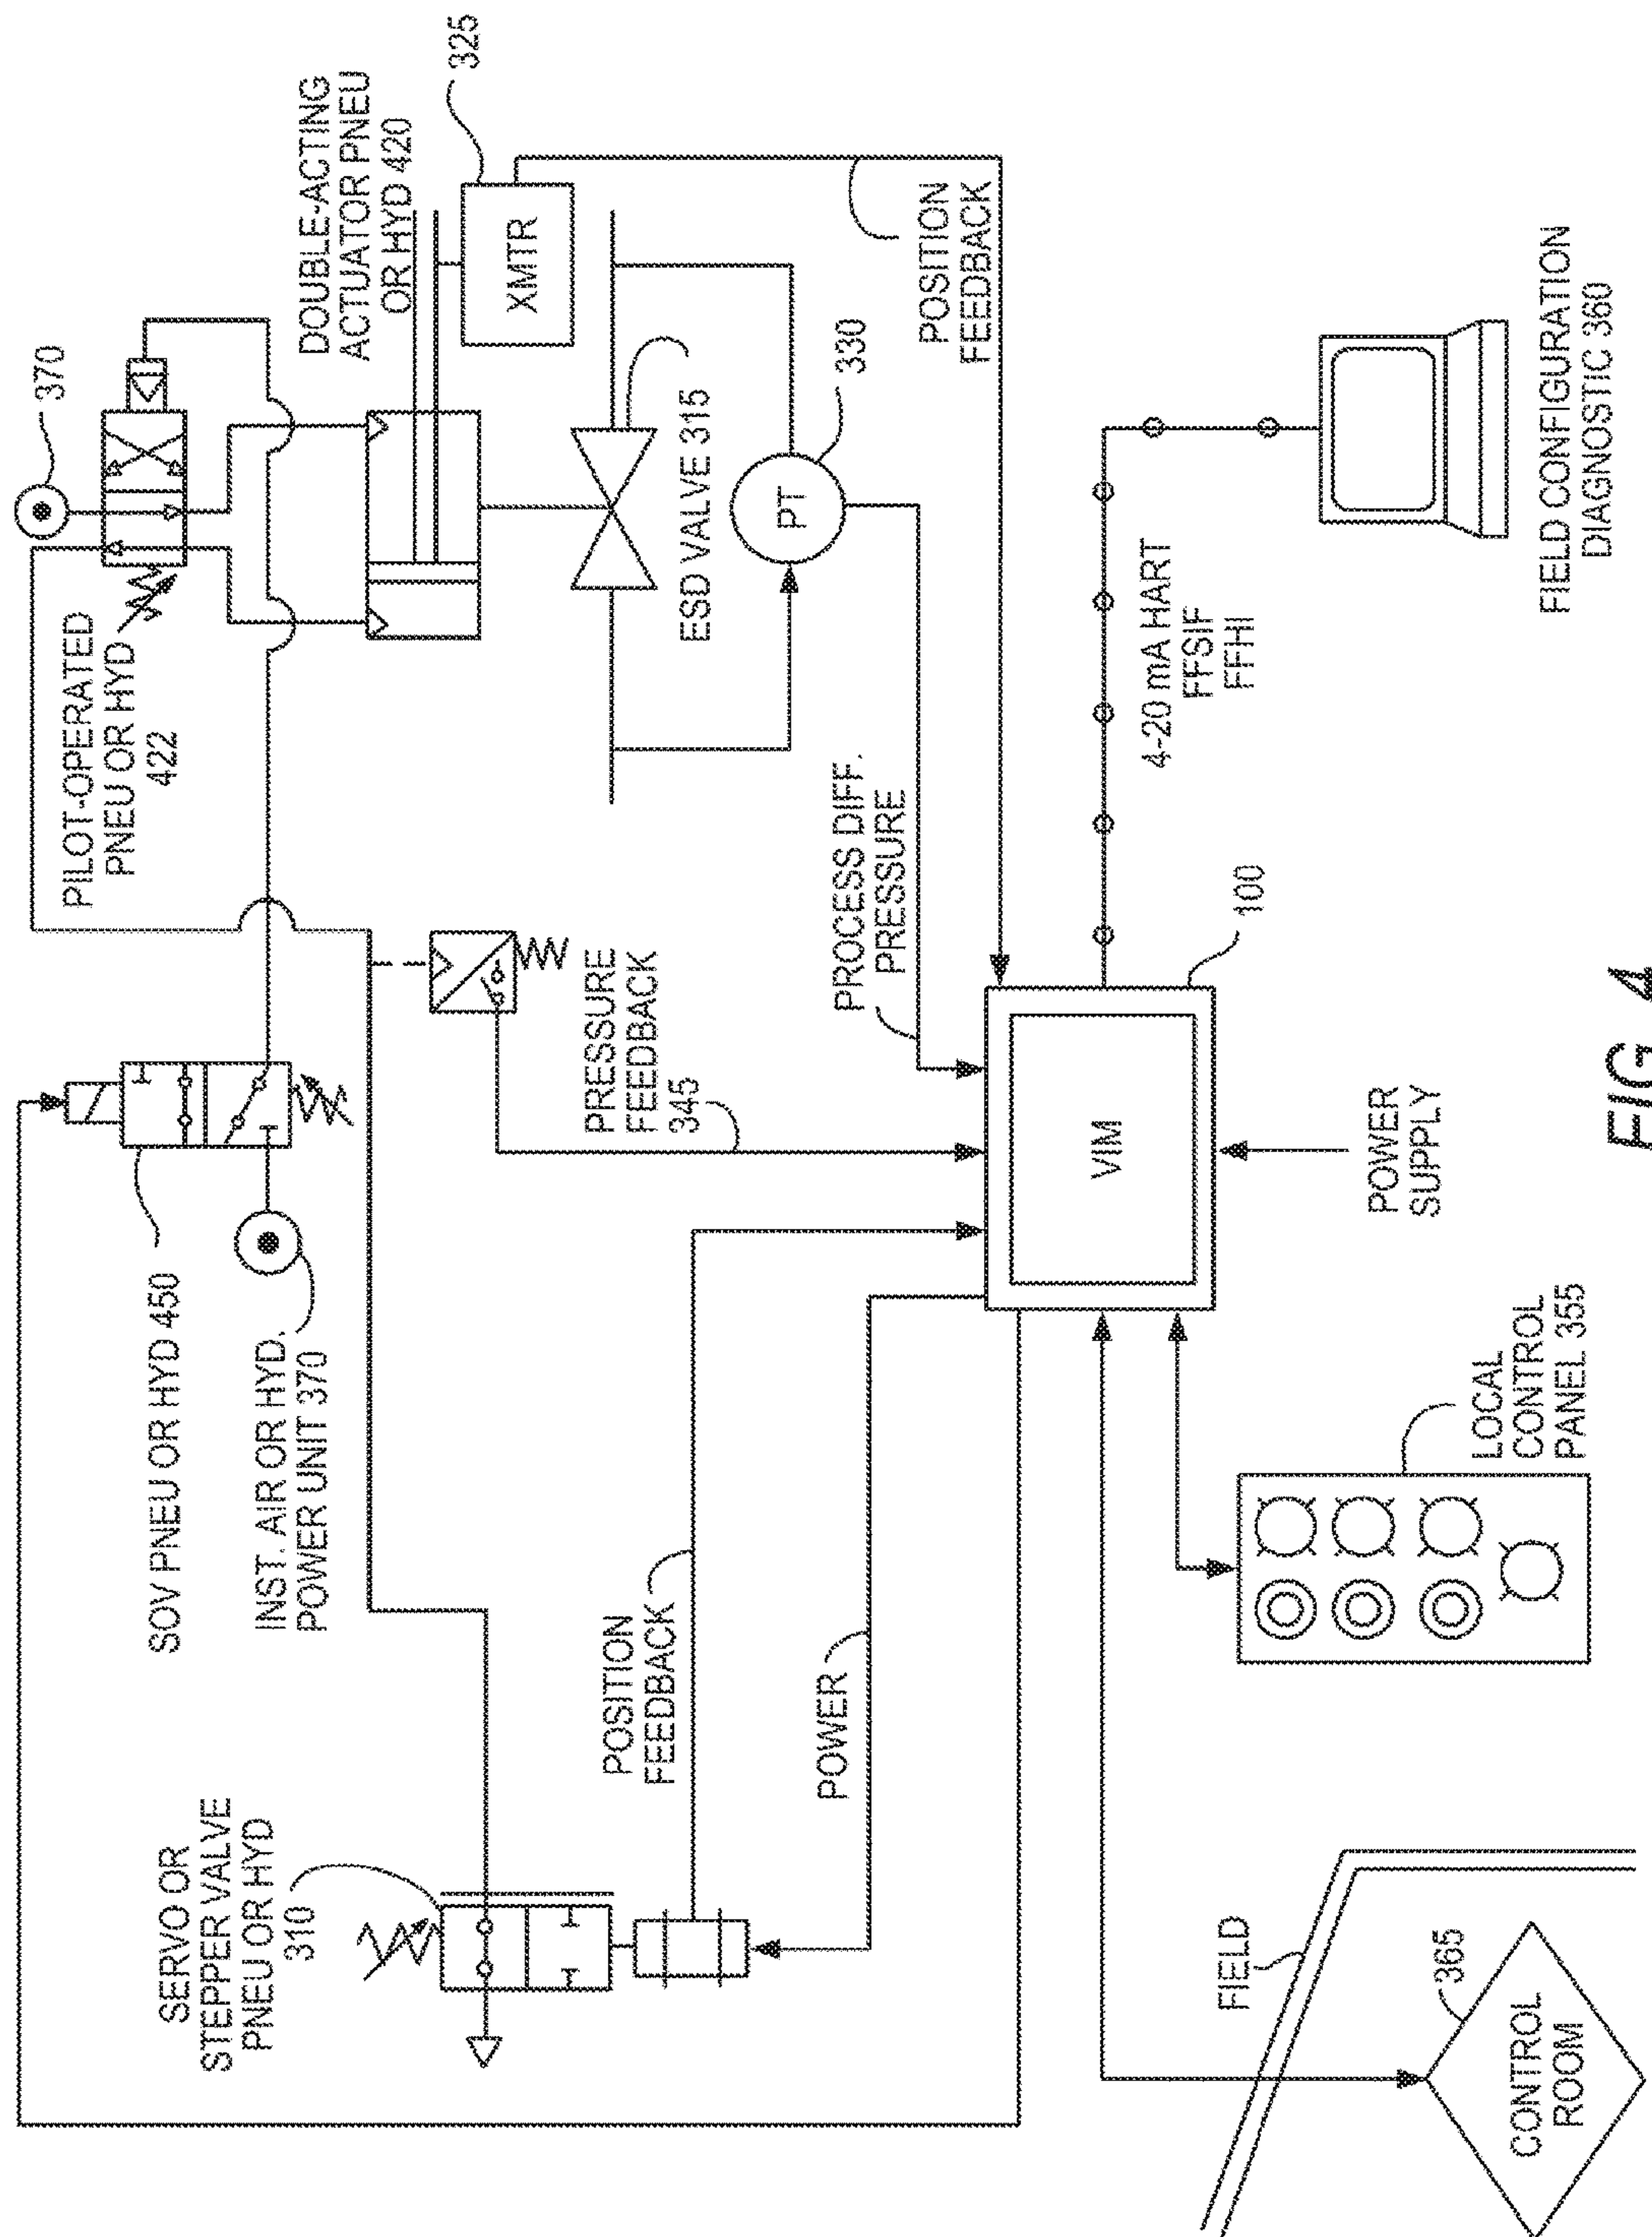 SERVO OR
STEPPER VALVE
PNEU OR HYD
310
SOV PNEU OR HYD 450
INST. AIR OR HYD.
POWER UNIT 370
PILOT-OPERATED
PNEU OR HYD
422
370
DOUBLE-ACTING
ACTUATOR PNEU
OR HYD 420
325
XMTR
ESD VALVE 315
PT
330
PRESSURE
FEEDBACK
345
PROCESS DIFF.
PRESSURE
POSITION
FEEDBACK
POSITION
FEEDBACK
POWER
VIM
100
4-20 mA HART
FFSIF
FFHI
POWER
SUPPLY
FIELD
CONTROL
ROOM
365
LOCAL
CONTROL
PANEL 355
FIELD CONFIGURATION
DIAGNOSTIC 360
FIG. 4